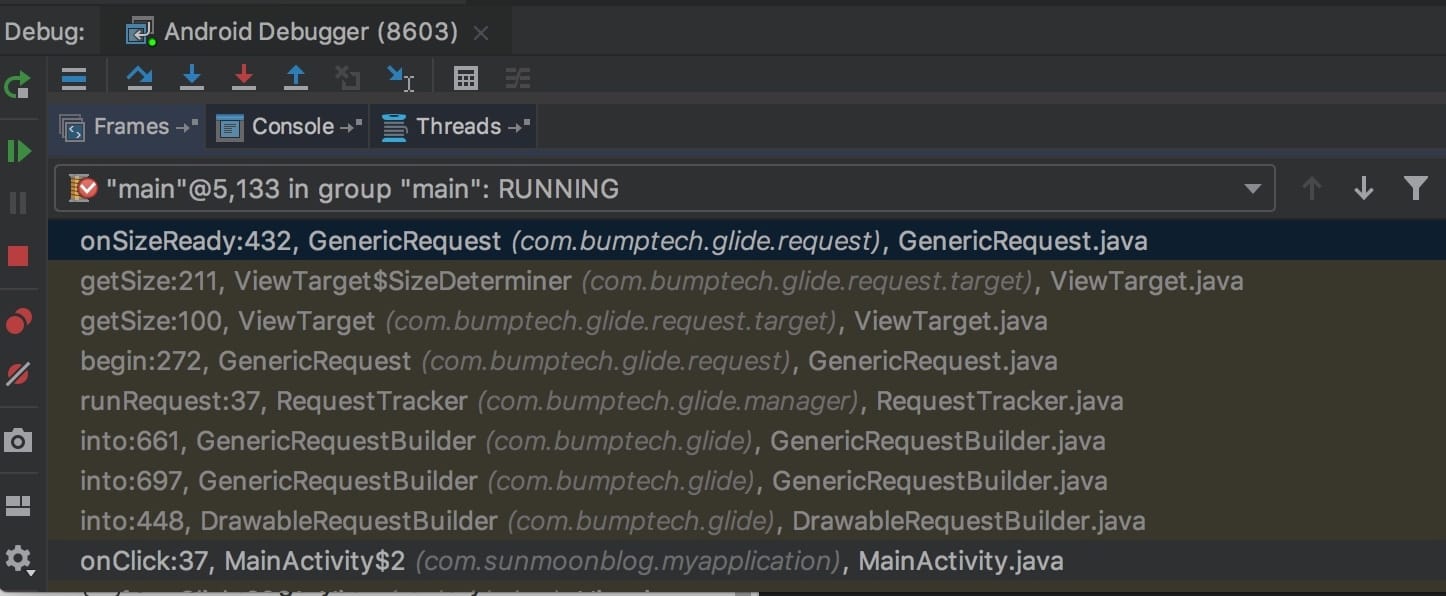 Debug: Android Debugger (8603)
Frames Console Threads
"main"@5,133 in group "main": RUNNING
onSizeReady:432, GenericRequest (com.bumptech.glide.request), GenericRequest.java
getSize:211, ViewTarget$SizeDeterminer (com.bumptech.glide.request.target), ViewTarget.java
getSize:100, ViewTarget (com.bumptech.glide.request.target), ViewTarget.java
begin:272, GenericRequest (com.bumptech.glide.request), GenericRequest.java
runRequest:37, RequestTracker (com.bumptech.glide.manager), RequestTracker.java
into:661, GenericRequestBuilder (com.bumptech.glide), GenericRequestBuilder.java
into:697, GenericRequestBuilder (com.bumptech.glide), GenericRequestBuilder.java
into:448, DrawableRequestBuilder (com.bumptech.glide), DrawableRequestBuilder.java
onClick:37, MainActivity$2 (com.sunmoonblog.myapplication), MainActivity.java